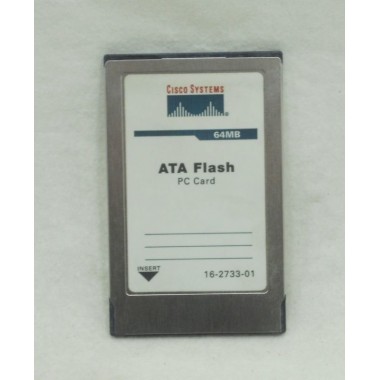 CISCO SYSTEMS
®
64MB
ATA Flash
PC Card
INSERT
16-2733-01